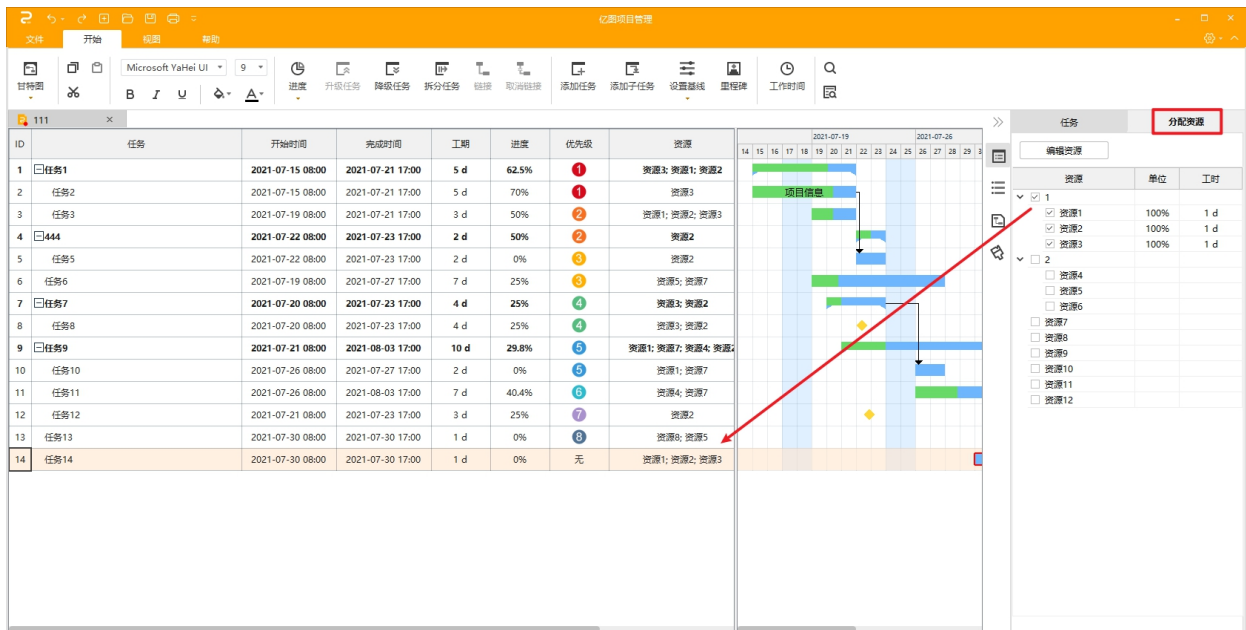 亿图项目管理
文件 开始 视图 帮助
Microsoft YaHei UI 9
甘特图 B I U A 进度 升级任务 降级任务 拆分任务 链接 取消链接 添加任务 添加子任务 设置基线 里程碑 工作时间
111 任务 分配资源
编辑资源
ID 任务 开始时间 完成时间 工期 优先级 进度 资源
2021-07-19 2021-07-26
14 15 16 17 18 19 20 21 22 23 24 25 26 27 28 29
1 任务1 2021-07-15 08:00 2021-07-21 17:00 5 d 62.5% 1 资源3; 资源1; 资源2
2 任务2 2021-07-15 08:00 2021-07-21 17:00 5 d 70% 1 资源3 项目信息
3 任务3 2021-07-19 08:00 2021-07-21 17:00 3 d 50% 2 资源1; 资源2; 资源3
4 444 2021-07-22 08:00 2021-07-23 17:00 2 d 50% 2 资源2
5 任务5 2021-07-22 08:00 2021-07-23 17:00 2 d 0% 3 资源2
6 任务6 2021-07-19 08:00 2021-07-27 17:00 7 d 25% 3 资源5; 资源7
7 任务7 2021-07-20 08:00 2021-07-23 17:00 4 d 25% 4 资源3; 资源2
8 任务8 2021-07-20 08:00 2021-07-23 17:00 4 d 25% 4 资源3; 资源2
9 任务9 2021-07-21 08:00 2021-08-03 17:00 10 d 29.8% 5 资源1; 资源7; 资源4; 资源2
10 任务10 2021-07-26 08:00 2021-07-27 17:00 2 d 0% 5 资源1; 资源7
11 任务11 2021-07-26 08:00 2021-08-03 17:00 7 d 40.4% 6 资源4; 资源7
12 任务12 2021-07-21 08:00 2021-07-23 17:00 3 d 25% 7 资源2
13 任务13 2021-07-30 08:00 2021-07-30 17:00 1 d 0% 8 资源8; 资源5
14 任务14 2021-07-30 08:00 2021-07-30 17:00 1 d 0% 无 资源1; 资源2; 资源3
资源 单位 工时
1
资源1 100% 1 d
资源2 100% 1 d
资源3 100% 1 d
2
资源4
资源5
资源6
资源7
资源8
资源9
资源10
资源11
资源12